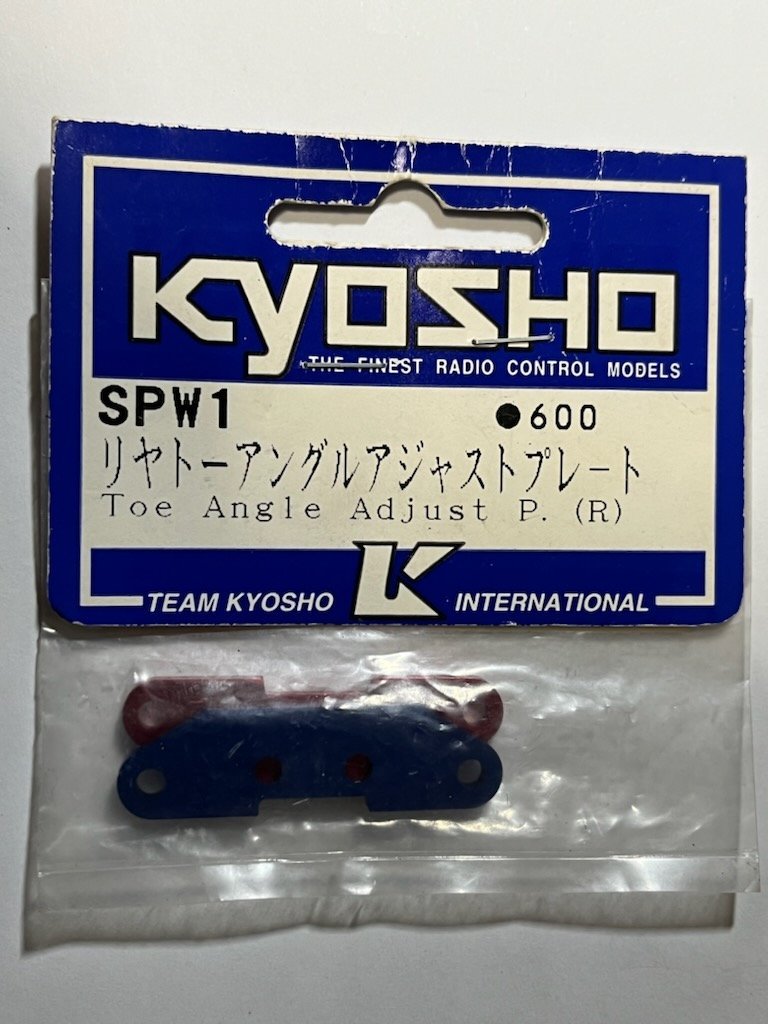 KYOSHO
THE FINEST RADIO CONTROL MODELS
SPW1 ●600
リヤトーアングルアジャストプレート
Toe Angle Adjust P. (R)
TEAM KYOSHO K INTERNATIONAL